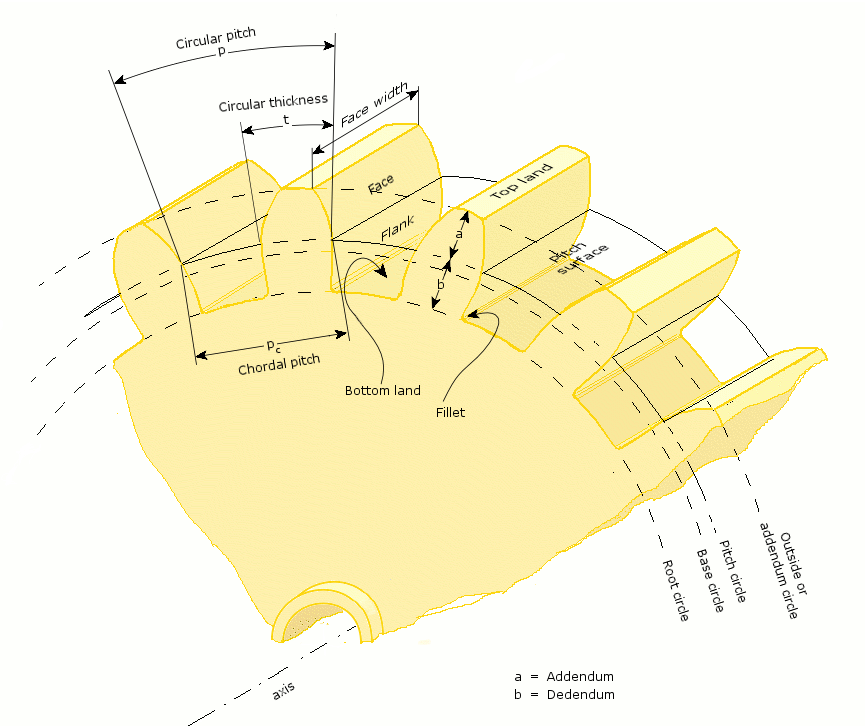 Circular pitch
p
Circular thickness
t
Face width
Face
Flank
Top land
a
b
Pitch
surface
Pc
Chordal pitch
Bottom land
Fillet
Root circle
Base circle
Pitch circle
Outside or
addendum circle
axis
a = Addendum
b = Dedendum